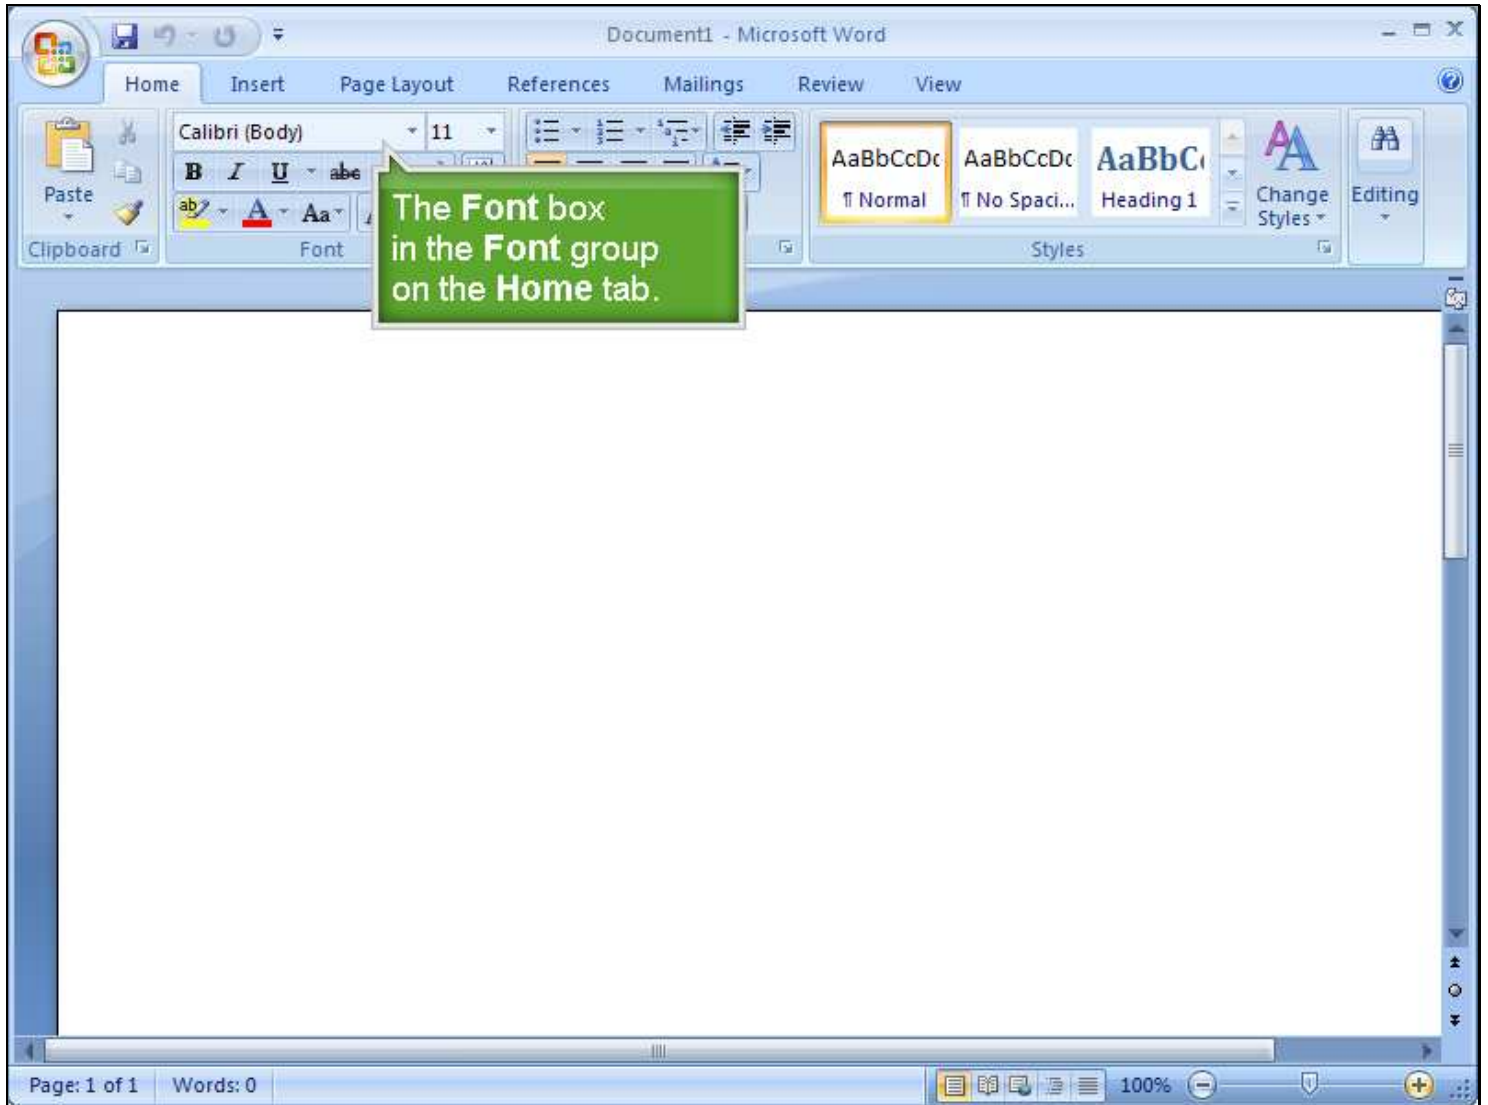 Document1 - Microsoft Word
Home Insert Page Layout References Mailings Review View
Calibri (Body) 11
B I U abc
Paste
ab A Aa
AaBbCcDc AaBbCcDc AaBbC
¶ Normal ¶ No Spaci... Heading 1
Change
Styles
Editing
Clipboard Font Styles
The Font box
in the Font group
on the Home tab.
Page: 1 of 1 Words: 0 100%